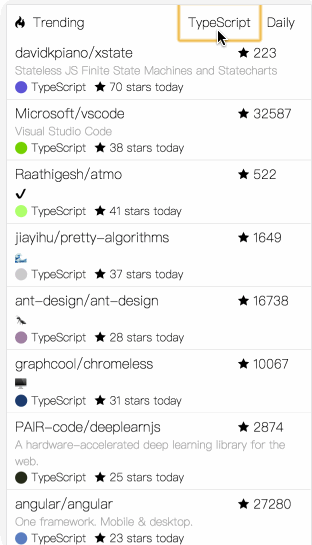 Trending TypeScript Daily
davidkpiano/xstate 223
Stateless JS Finite State Machines and Statecharts
TypeScript 70 stars today
Microsoft/vscode 32587
Visual Studio Code
TypeScript 38 stars today
Raathigesh/atmo 522
TypeScript 41 stars today
jiayihu/pretty-algorithms 1649
TypeScript 37 stars today
ant-design/ant-design 16738
TypeScript 28 stars today
graphcool/chromeless 10067
TypeScript 31 stars today
PAIR-code/deeplearnjs 2874
A hardware-accelerated deep learning library for the
web.
TypeScript 25 stars today
angular/angular 27280
One framework. Mobile & desktop.
TypeScript 23 stars today